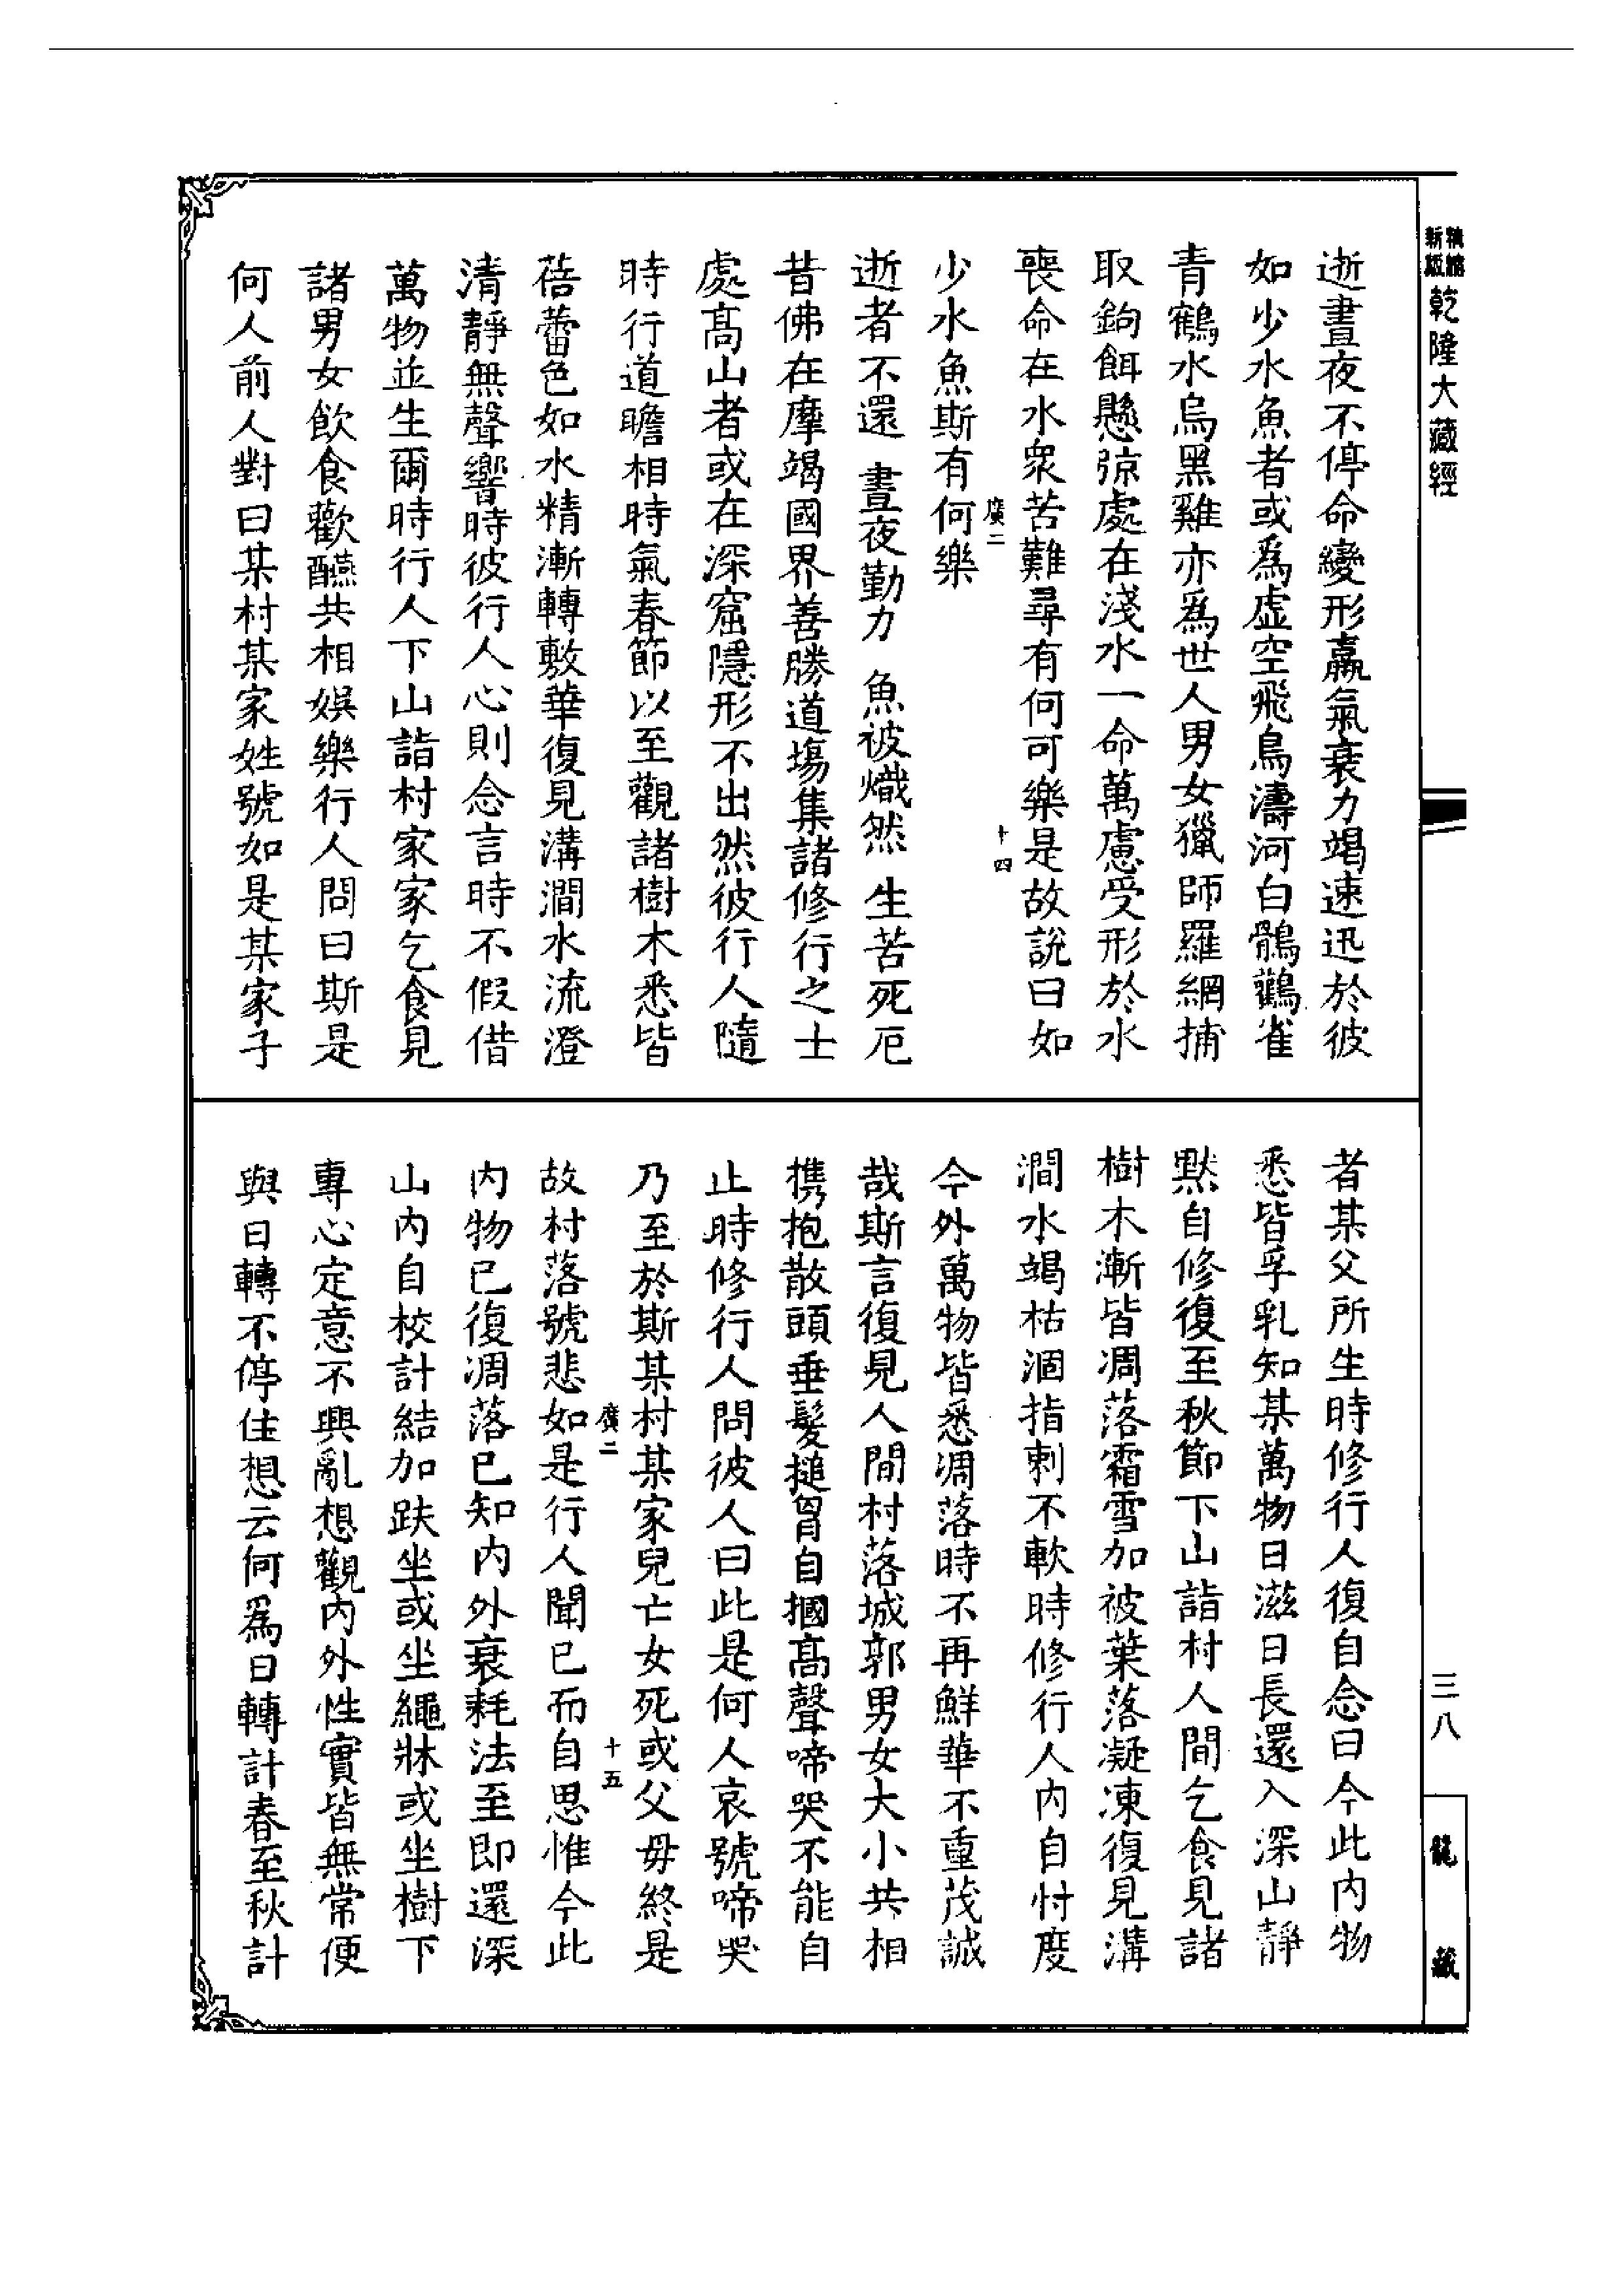 精縮新版乾隆大藏經
三八
龍藏
逝晝夜不停命變形羸氣衰力竭速迅於彼
如少水魚者或爲虛空飛鳥濤河白鶴鸛雀
青鶴水烏黑雞亦爲世人男女獵師羅網捕
取鉤餌懸弶處在淺水一命萬慮受形於水
喪命在水衆苦難尋有何可樂是故說曰如
廣二
十四
少水魚斯有何樂
逝者不還 晝夜勤力 魚被熾然 生苦死厄
昔佛在摩竭國界善勝道場集諸修行之士
處高山者或在深窟隱形不出然彼行人隨
時行道瞻相時氣春節以至觀諸樹木悉皆
蓓蕾色如水精漸轉敷華復見溝澗水流澄
清靜無聲響時彼行人心則念言時不假借
萬物並生爾時行人下山詣村家家乞食見
諸男女飲食歡醼共相娛樂行人問曰斯是
何人前人對曰某村某家姓號如是某家子
者某父所生時修行人復自念曰今此內物
悉皆孚乳知某萬物日滋日長還入深山靜
默自修復至秋節下山詣村人間乞食見諸
樹木漸皆凋落霜雪加被葉落凝凍復見溝
澗水竭枯涸指剌不軟時修行人內自忖度
今外萬物皆悉凋落時不再鮮華不重茂誠
哉斯言復見人間村落城郭男女大小共相
携抱散頭垂髮搥胷自摑高聲啼哭不能自
止時修行人問彼人曰此是何人哀號啼哭
乃至於斯某村某家兒亡女死或父母終是
廣二
十五
故村落號悲如是行人聞已而自思惟今此
內物已復凋落已知內外衰耗法至即還深
山內自校計結加趺坐或坐繩牀或坐樹下
專心定意不興亂想觀內外性實皆無常便
與日轉不停住想云何爲日轉計春至秋計